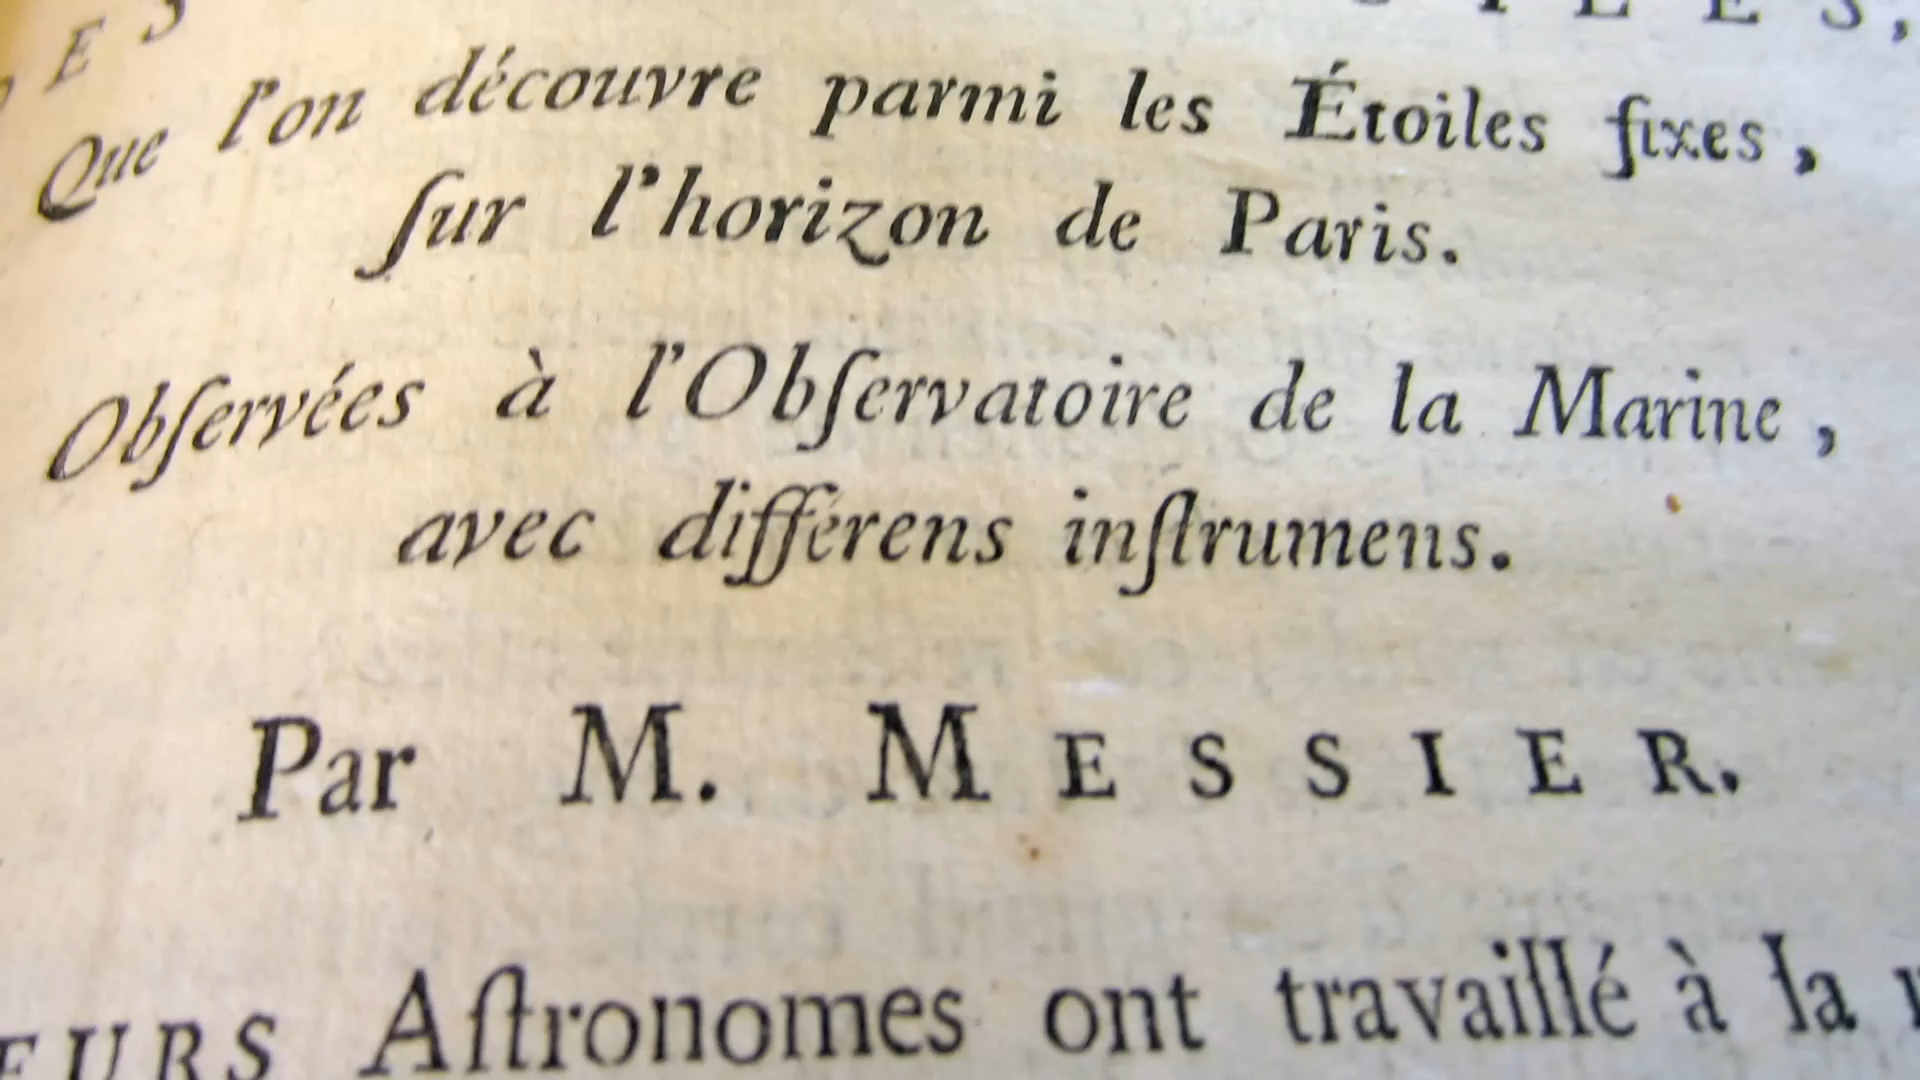 Que l'on découvre parmi les Étoiles fixes,
ſur l'horizon de Paris.
Obſervées à l'Obſervatoire de la Marine,
avec différens inſtrumens.
Par M. MESSIER.
Aſtronomes ont travaillé à la